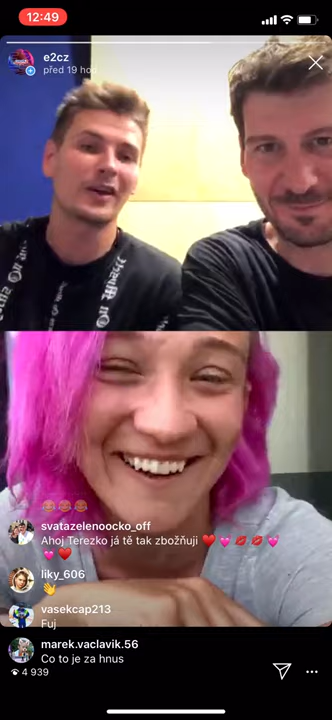 12:49
e2cz
před 19 hod
svatazelenoocko_off
Ahoj Terezko já tě tak zbožňuji ❤️💓💋💋💓
💓❤️
liky_606
👋
vasekcap213
Fuj
marek.vaclavik.56
Co to je za hnus
4 939